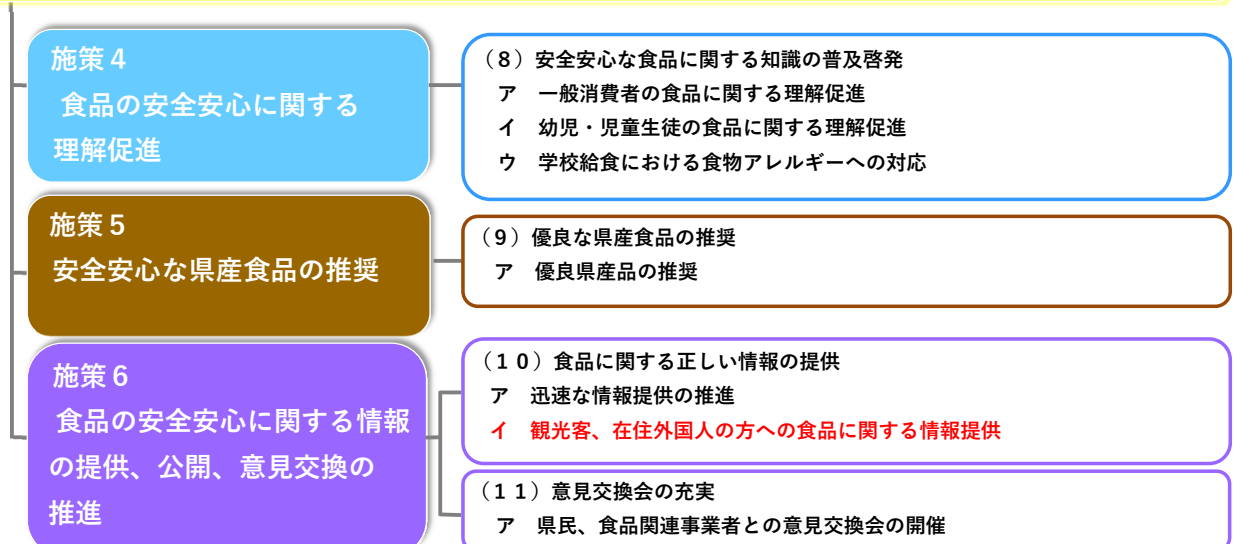 施策４
食品の安全安心に関する
理解促進
（８）安全安心な食品に関する知識の普及啓発
ア　一般消費者の食品に関する理解促進
イ　幼児・児童生徒の食品に関する理解促進
ウ　学校給食における食物アレルギーへの対応
施策５
安全安心な県産食品の推奨
（９）優良な県産食品の推奨
ア　優良県産品の推奨
施策６
食品の安全安心に関する情報
の提供、公開、意見交換の
推進
（１０）食品に関する正しい情報の提供
ア　迅速な情報提供の推進
イ　観光客、在住外国人の方への食品に関する情報提供
（１１）意見交換会の充実
ア　県民、食品関連事業者との意見交換会の開催